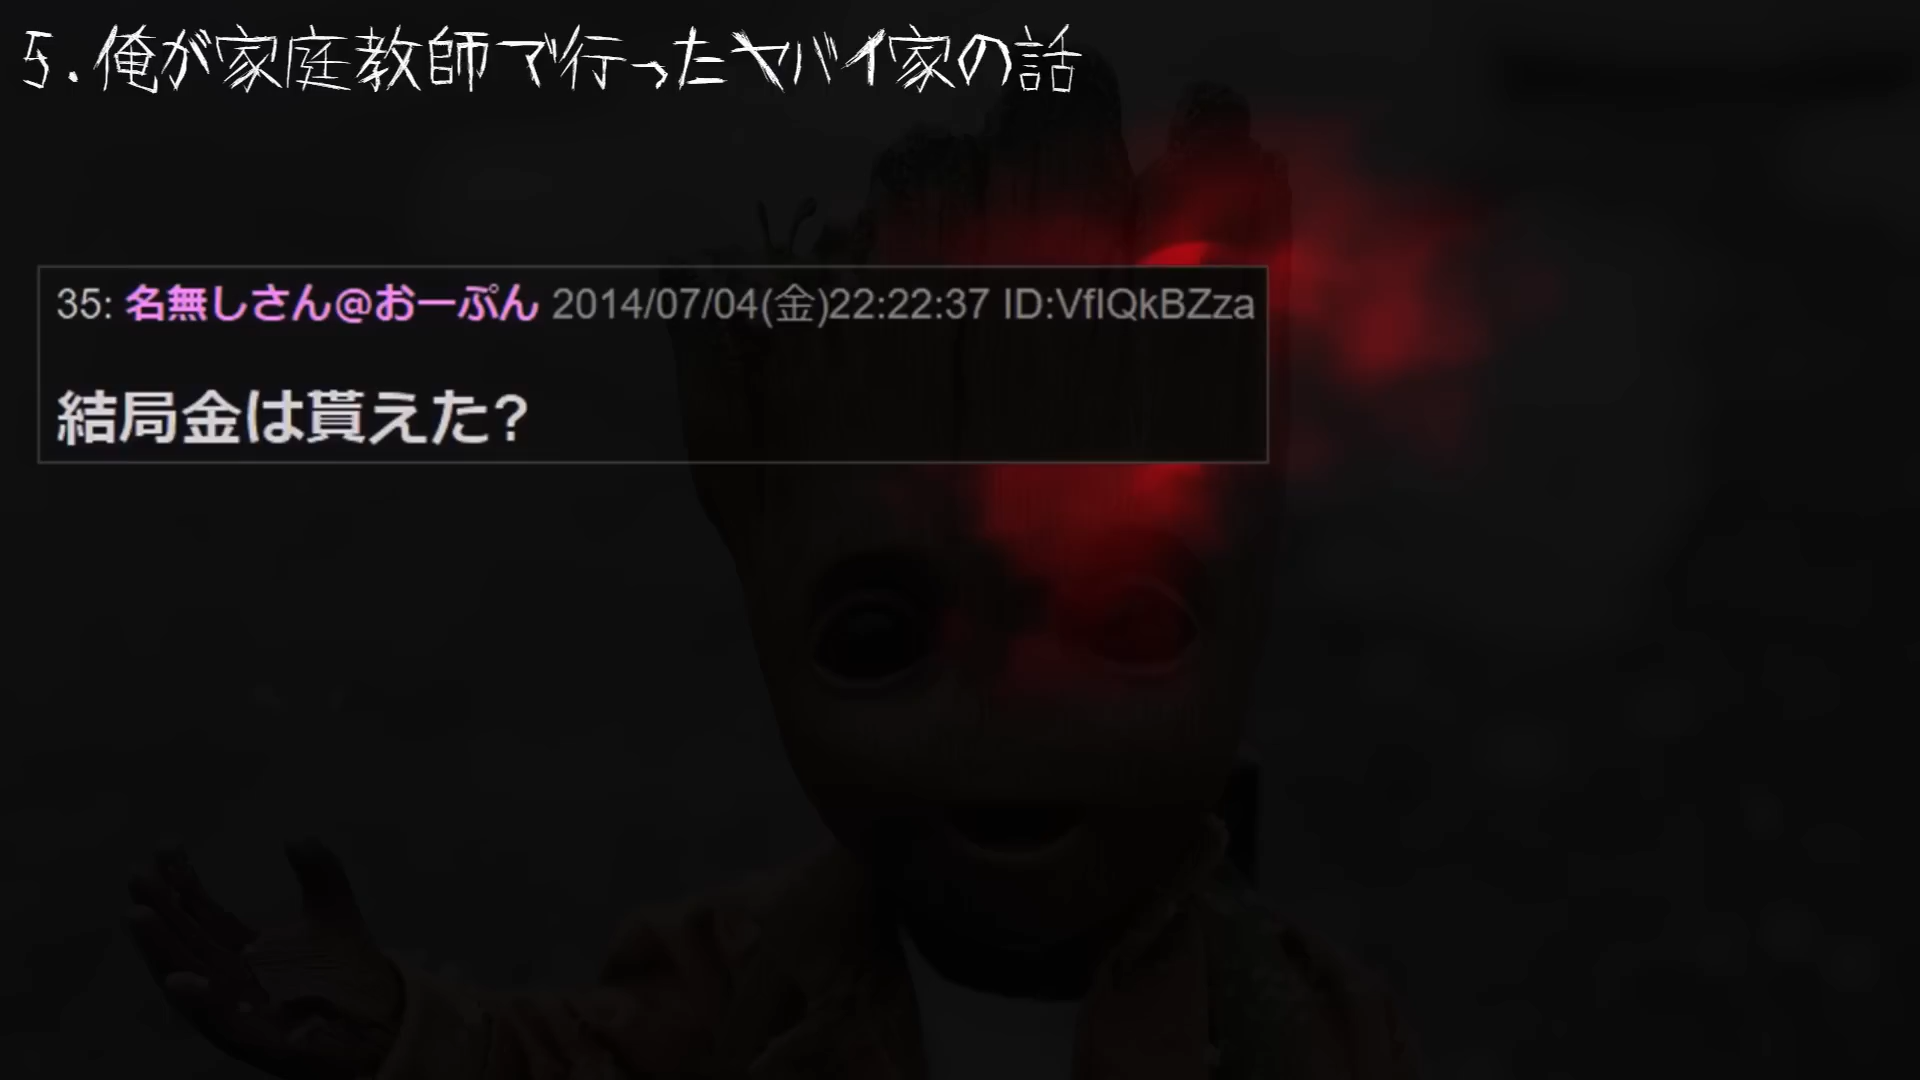 5.俺が家庭教師で行ったヤバイ家の話
35: 名無しさん@おーぷん 2014/07/04(金)22:22:37 ID:VflQkBZza
結局金は貰えた?